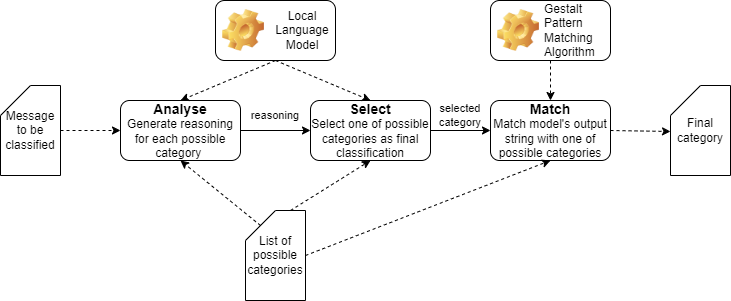 Local
Language
Model
Gestalt
Pattern
Matching
Algorithm
Message
to be
classified
Analyse
Generate reasoning
for each possible
category
reasoning
Select
Select one of possible
categories as final
classification
selected
category
Match
Match model's output
string with one of
possible categories
Final
category
List of
possible
categories